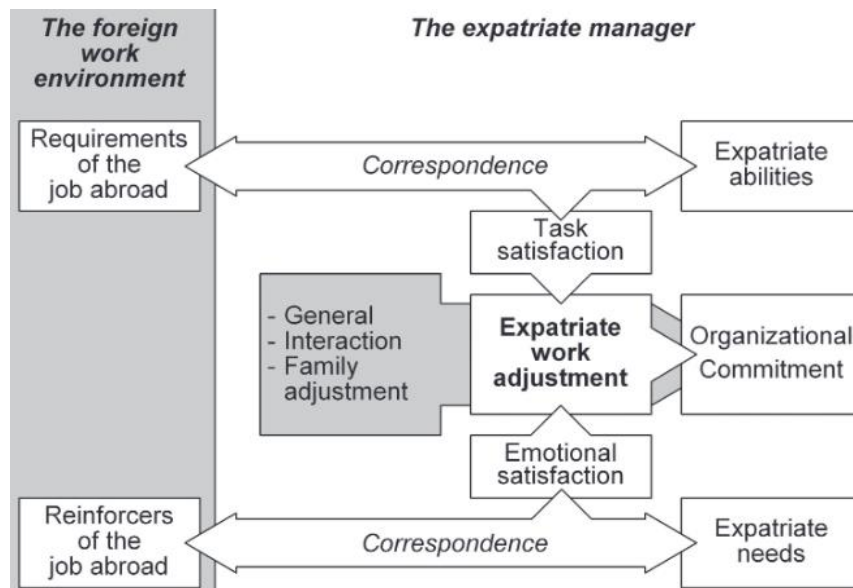 The foreign
work
environment
The expatriate manager
Requirements
of the
job abroad
Correspondence
Expatriate
abilities
Task
satisfaction
- General
- Interaction
- Family
adjustment
Expatriate
work
adjustment
Organizational
Commitment
Emotional
satisfaction
Reinforcers
of the
job abroad
Correspondence
Expatriate
needs